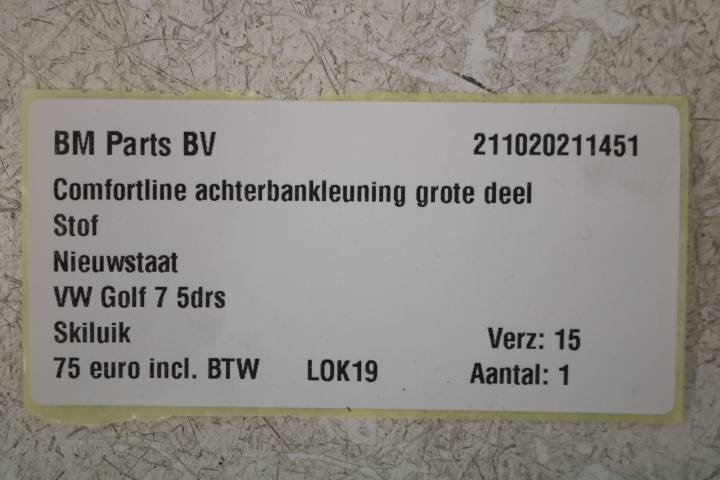 BM Parts BV 211020211451
Comfortline achterbankleuning grote deel
Stof
Nieuwstaat
VW Golf 7 5drs
Skiluik Verz: 15
75 euro incl. BTW LOK19 Aantal: 1